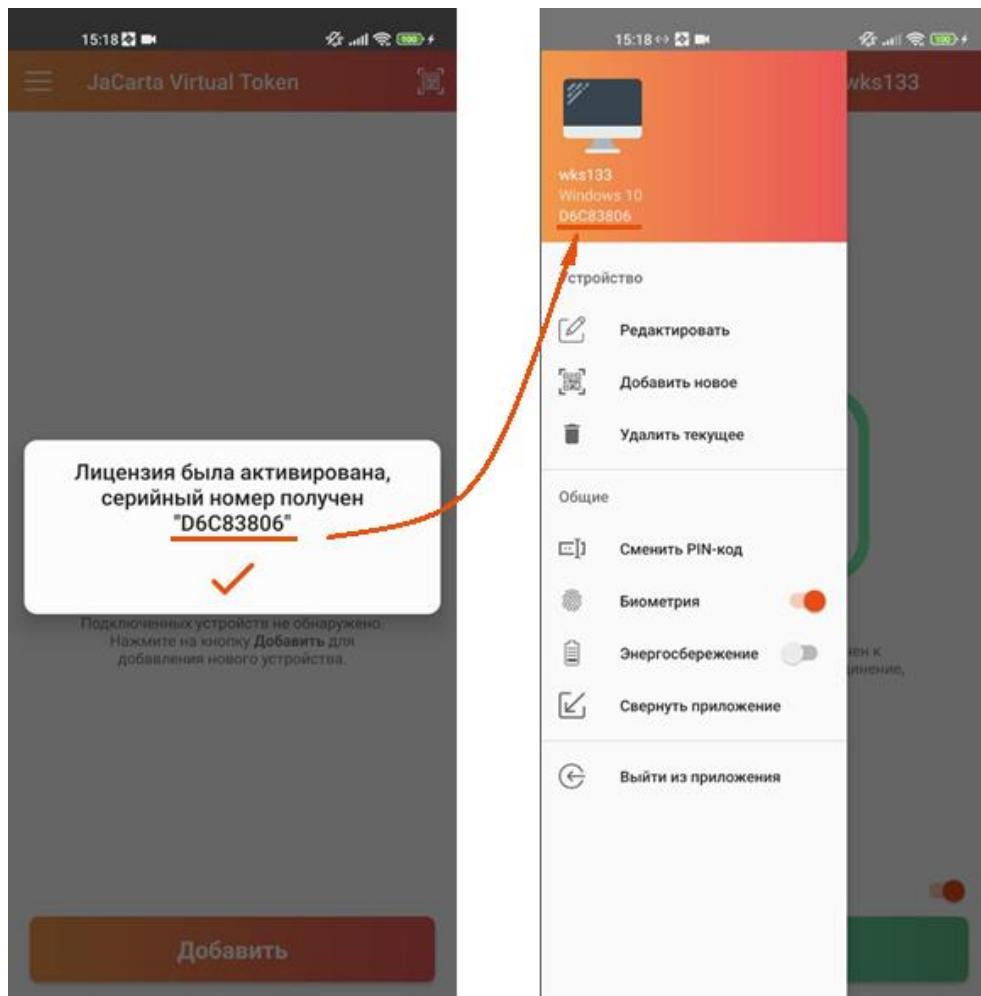 15:18
100
JaCarta Virtual Token
Лицензия была активирована,
серийный номер получен
"D6C83806"
Подключенных устройств не обнаружено.
Нажмите на кнопку Добавить для
добавления нового устройства.
Добавить
15:18
100
wks133
wks133
Windows 10
D6C83806
Устройство
Редактировать
Добавить новое
Удалить текущее
Общие
Сменить PIN-код
Биометрия
Энергосбережение
Свернуть приложение
Выйти из приложения